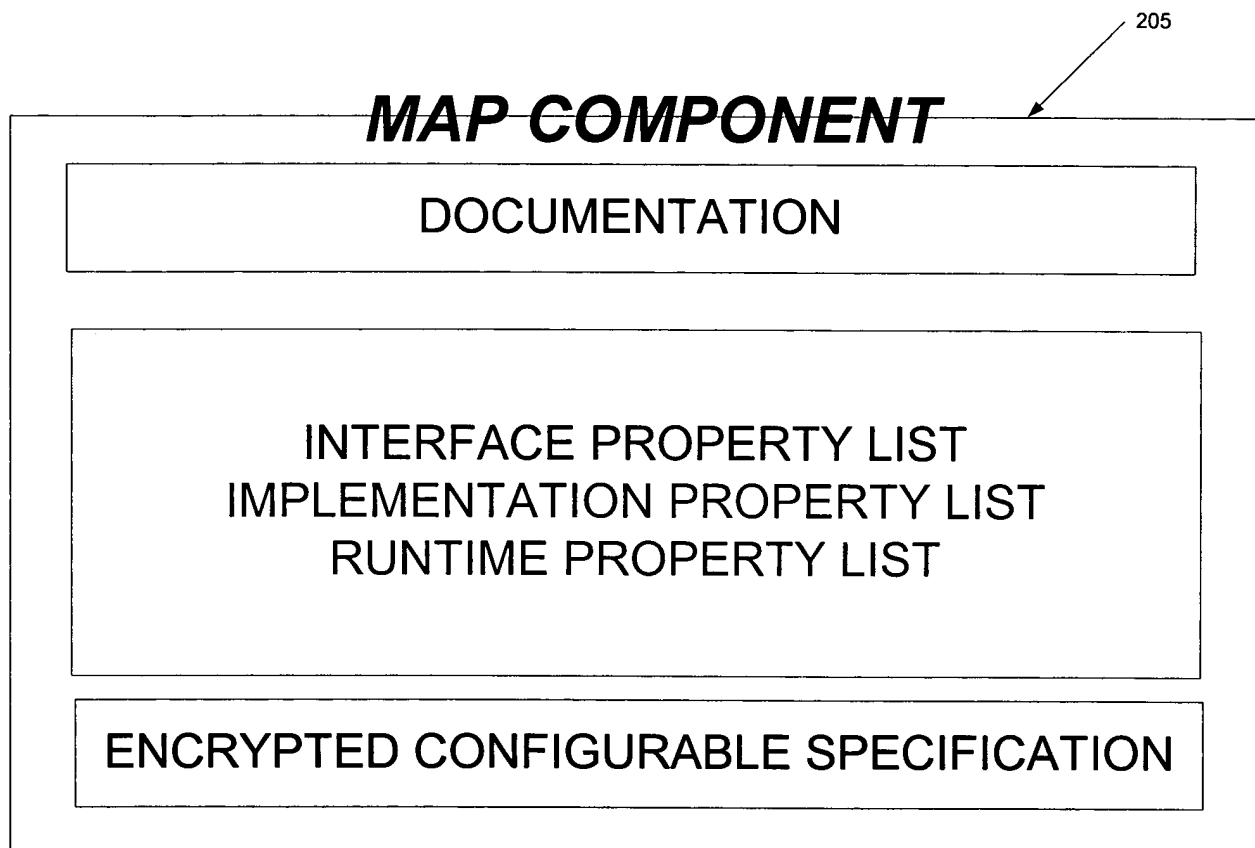 205
MAP COMPONENT
DOCUMENTATION
INTERFACE PROPERTY LIST
IMPLEMENTATION PROPERTY LIST
RUNTIME PROPERTY LIST
ENCRYPTED CONFIGURABLE SPECIFICATION